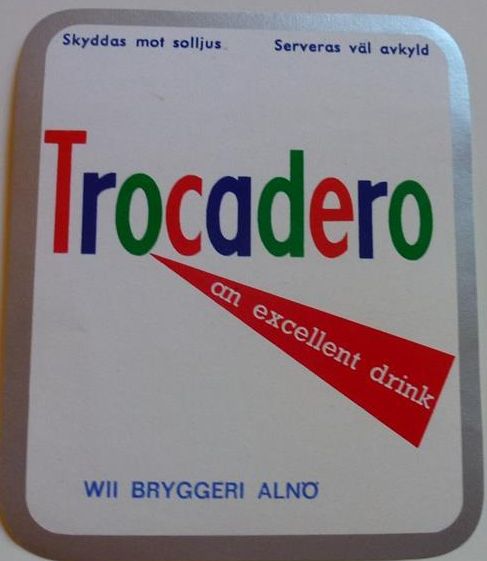 Skyddas mot solljus. Serveras väl avkyld
Trocadero
an excellent drink
WII BRYGGERI ALNÖ